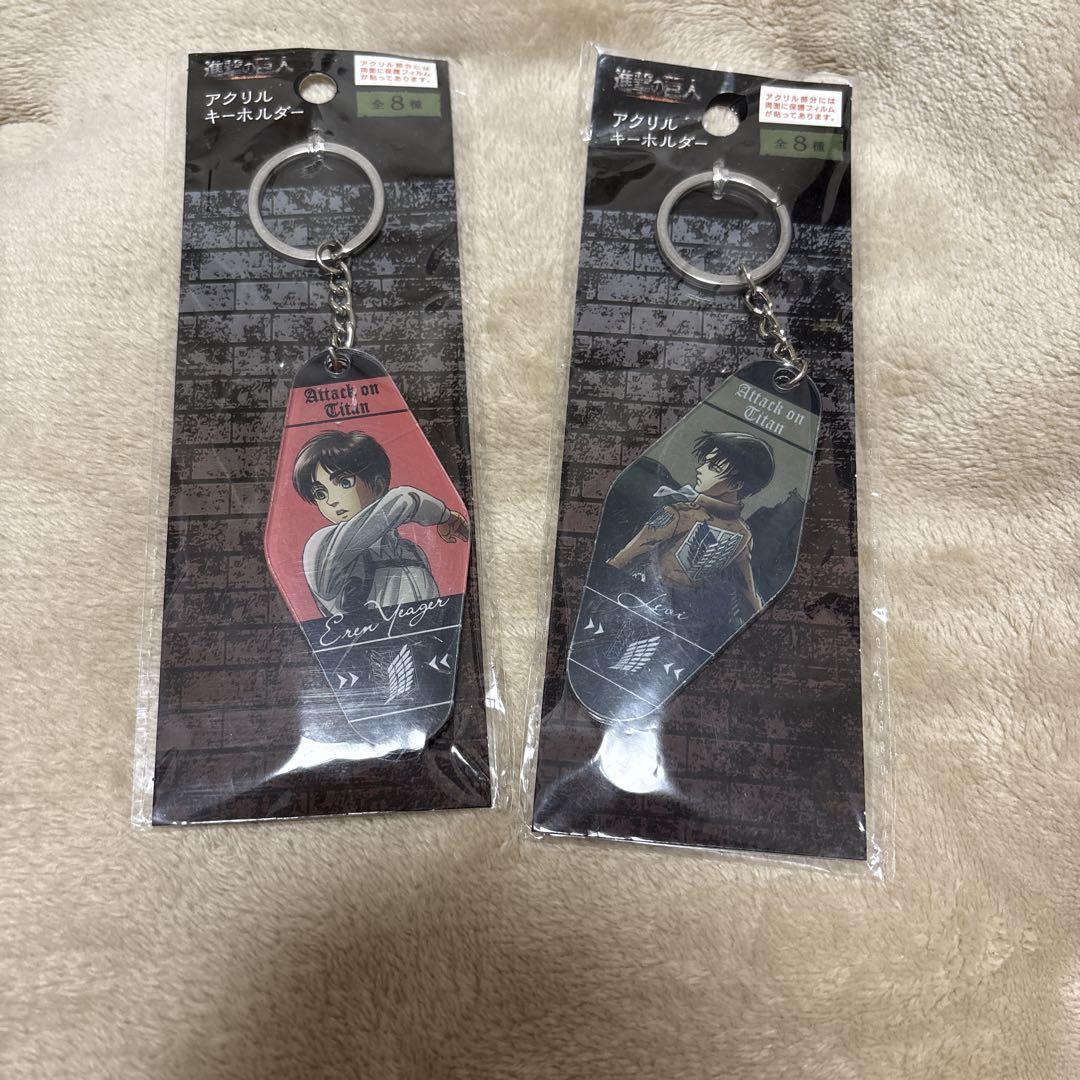 進撃の巨人
アクリル
キーホルダー
アクリル部分には
両面に保護フィルム
が貼ってあります。
全8種
Attack on
Titan
Eren Yeager
進撃の巨人
アクリル
キーホルダー
アクリル部分には
両面に保護フィルム
が貼ってあります。
全8種
Attack on
Titan
Levi